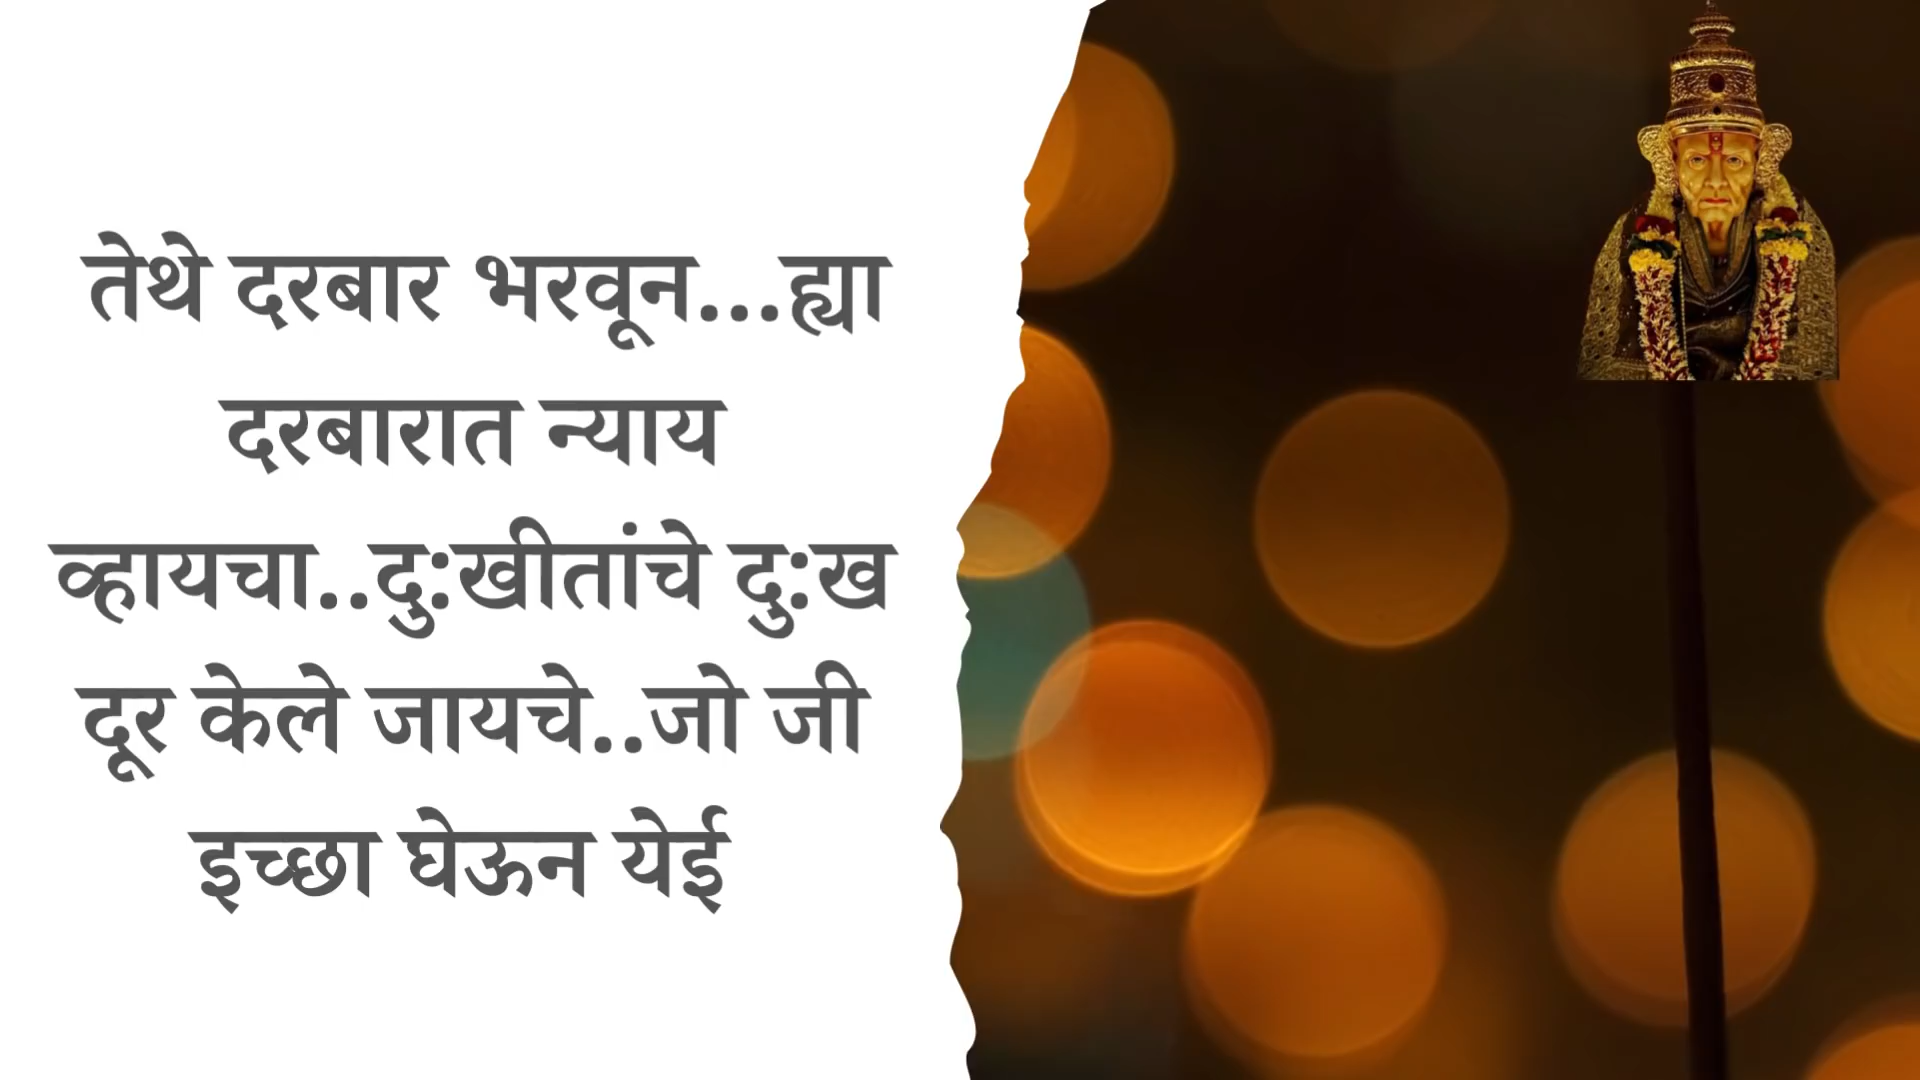 तेथे दरबार भरवून...ह्या
दरबारात न्याय
व्हायचा..दु:खीतांचे दु:ख
दूर केले जायचे..जो जी
इच्छा घेऊन येई